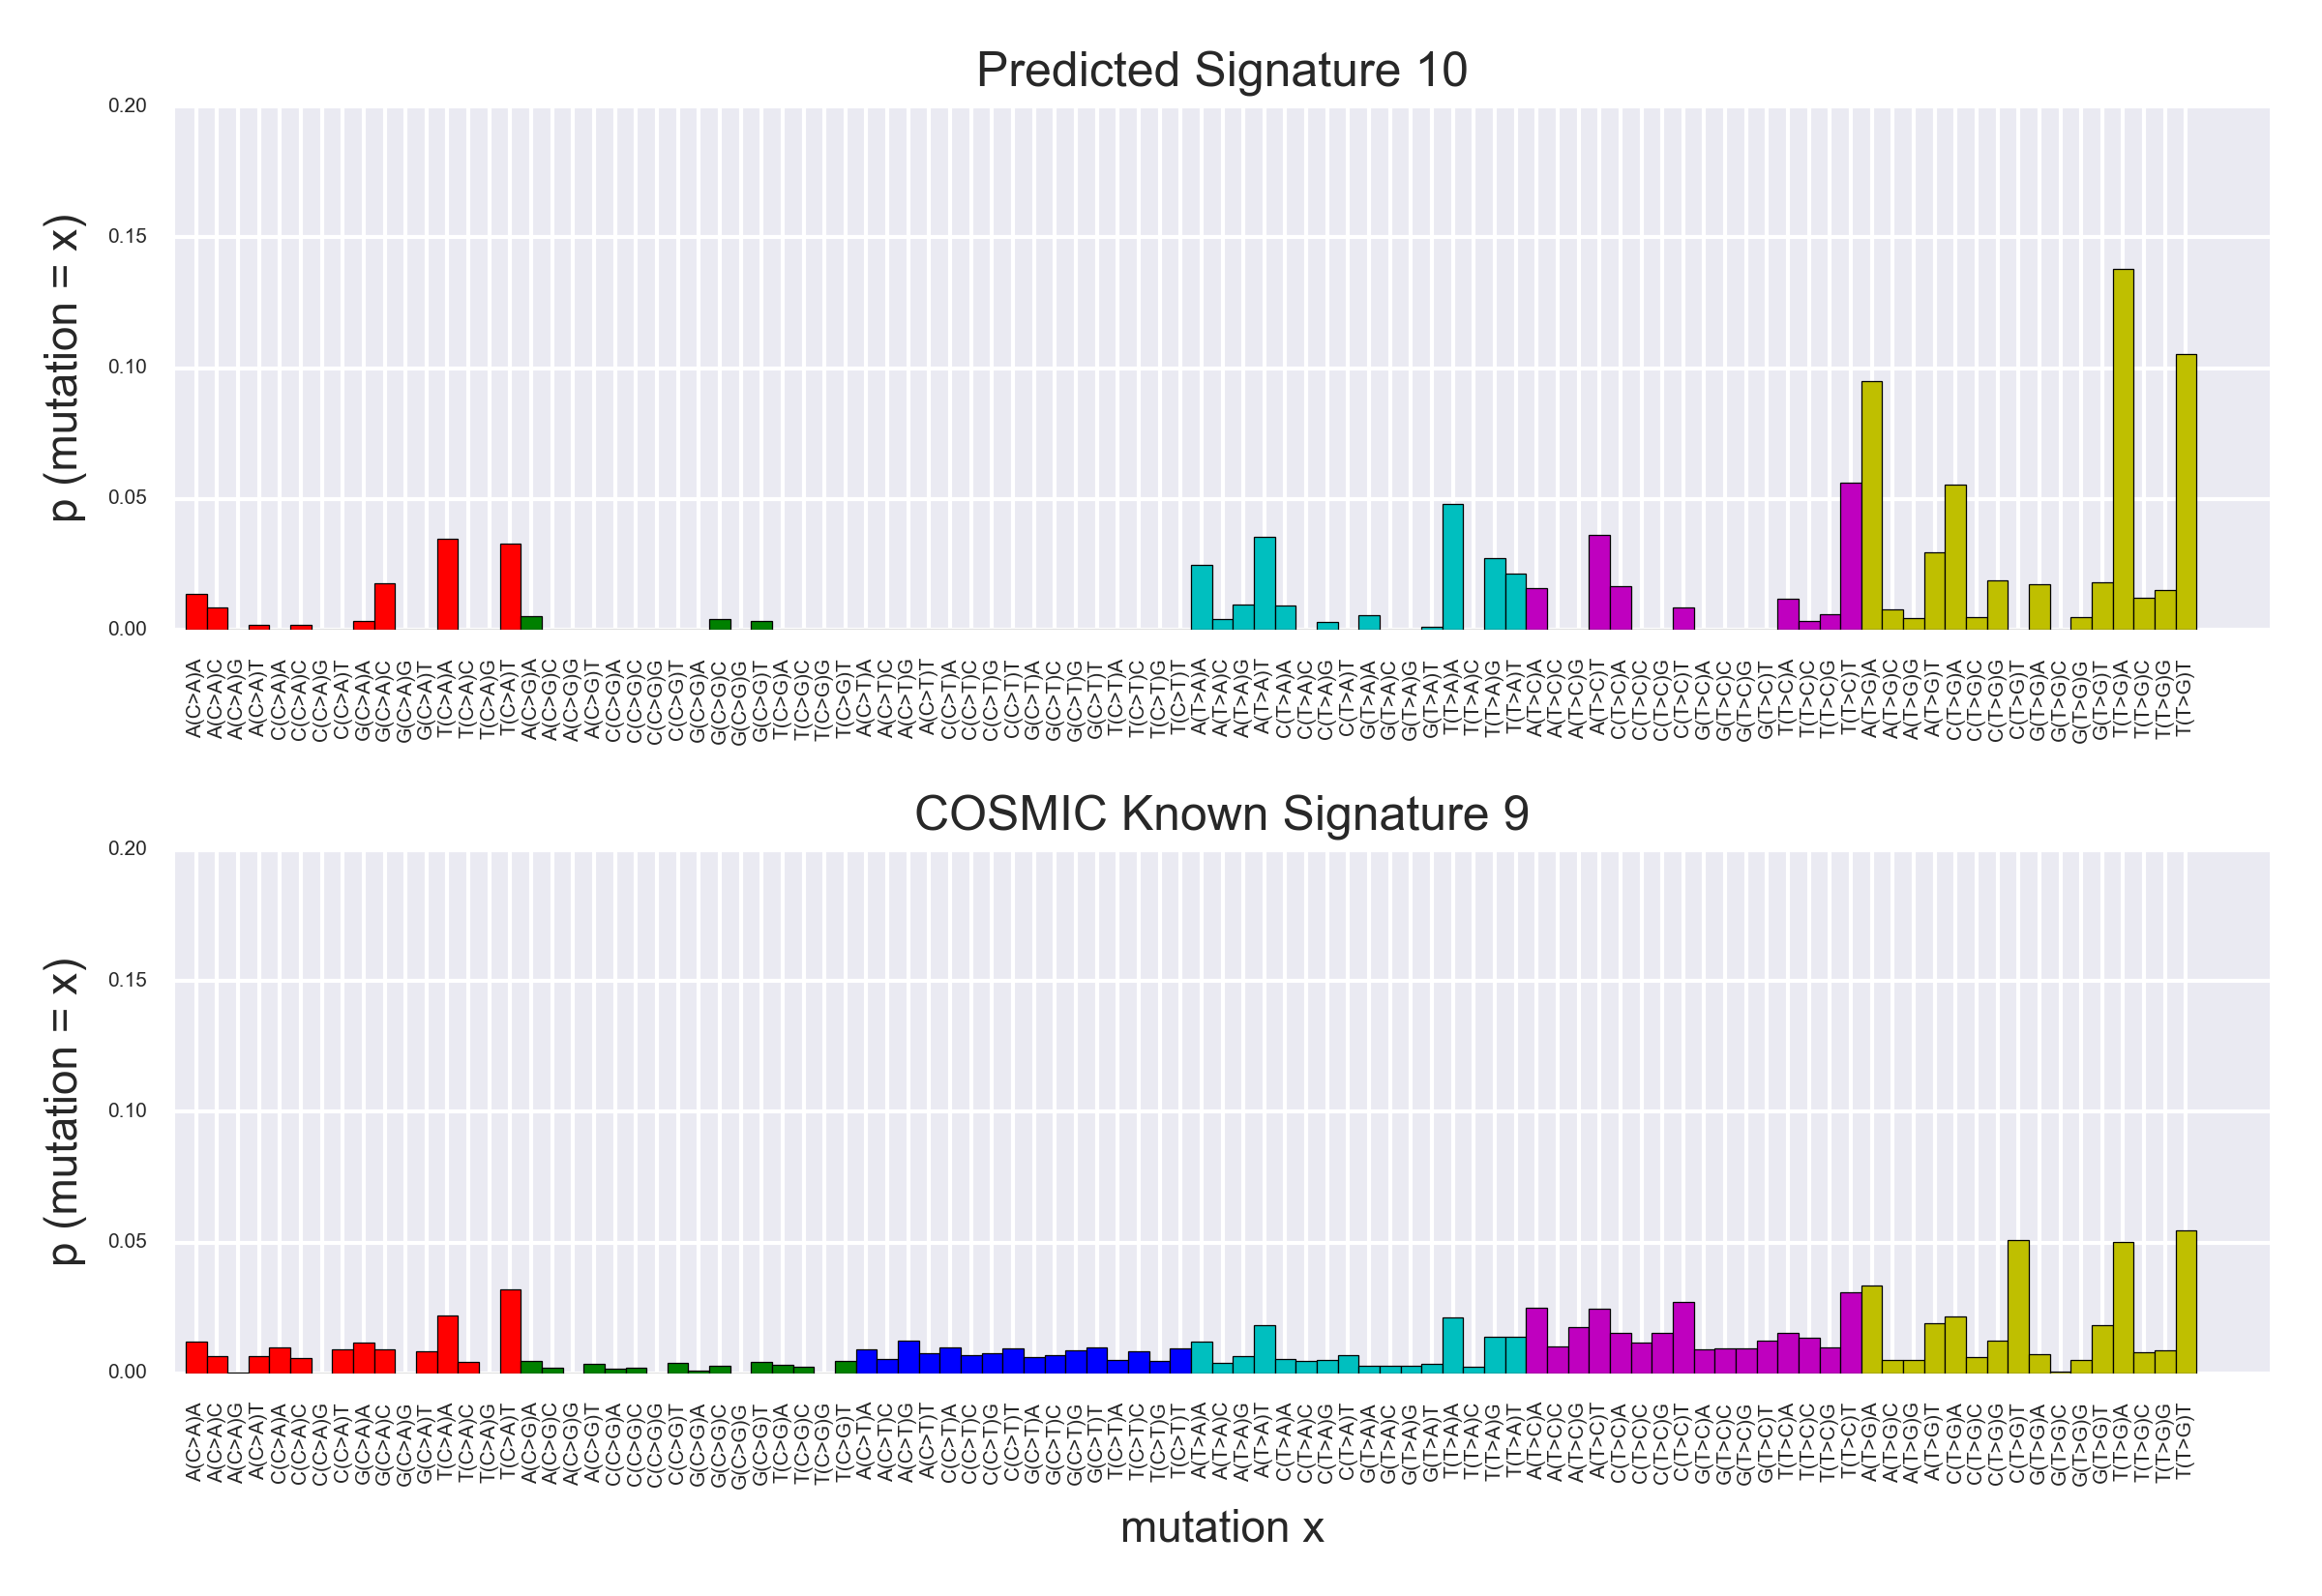 Predicted Signature 10
p (mutation = x)
0.20
0.15
0.10
0.05
0.00
A(C>A)A A(C>A)C A(C>A)G A(C>A)T C(C>A)A C(C>A)C C(C>A)G C(C>A)T G(C>A)A G(C>A)C G(C>A)G G(C>A)T T(C>A)A T(C>A)C T(C>A)G T(C>A)T A(C>G)A A(C>G)C A(C>G)G A(C>G)T C(C>G)A C(C>G)C C(C>G)G C(C>G)T G(C>G)A G(C>G)C G(C>G)G G(C>G)T T(C>G)A T(C>G)C T(C>G)G T(C>G)T A(C>T)A A(C>T)C A(C>T)G A(C>T)T C(C>T)A C(C>T)C C(C>T)G C(C>T)T G(C>T)A G(C>T)C G(C>T)G G(C>T)T T(C>T)A T(C>T)C T(C>T)G T(C>T)T A(T>A)A A(T>A)C A(T>A)G A(T>A)T C(T>A)A C(T>A)C C(T>A)G C(T>A)T G(T>A)A G(T>A)C G(T>A)G G(T>A)T T(T>A)A T(T>A)C T(T>A)G T(T>A)T A(T>C)A A(T>C)C A(T>C)G A(T>C)T C(T>C)A C(T>C)C C(T>C)G C(T>C)T G(T>C)A G(T>C)C G(T>C)G G(T>C)T T(T>C)A T(T>C)C T(T>C)G T(T>C)T A(T>G)A A(T>G)C A(T>G)G A(T>G)T C(T>G)A C(T>G)C C(T>G)G C(T>G)T G(T>G)A G(T>G)C G(T>G)G G(T>G)T T(T>G)A T(T>G)C T(T>G)G T(T>G)T
COSMIC Known Signature 9
p (mutation = x)
0.20
0.15
0.10
0.05
0.00
A(C>A)A A(C>A)C A(C>A)G A(C>A)T C(C>A)A C(C>A)C C(C>A)G C(C>A)T G(C>A)A G(C>A)C G(C>A)G G(C>A)T T(C>A)A T(C>A)C T(C>A)G T(C>A)T A(C>G)A A(C>G)C A(C>G)G A(C>G)T C(C>G)A C(C>G)C C(C>G)G C(C>G)T G(C>G)A G(C>G)C G(C>G)G G(C>G)T T(C>G)A T(C>G)C T(C>G)G T(C>G)T A(C>T)A A(C>T)C A(C>T)G A(C>T)T C(C>T)A C(C>T)C C(C>T)G C(C>T)T G(C>T)A G(C>T)C G(C>T)G G(C>T)T T(C>T)A T(C>T)C T(C>T)G T(C>T)T A(T>A)A A(T>A)C A(T>A)G A(T>A)T C(T>A)A C(T>A)C C(T>A)G C(T>A)T G(T>A)A G(T>A)C G(T>A)G G(T>A)T T(T>A)A T(T>A)C T(T>A)G T(T>A)T A(T>C)A A(T>C)C A(T>C)G A(T>C)T C(T>C)A C(T>C)C C(T>C)G C(T>C)T G(T>C)A G(T>C)C G(T>C)G G(T>C)T T(T>C)A T(T>C)C T(T>C)G T(T>C)T A(T>G)A A(T>G)C A(T>G)G A(T>G)T C(T>G)A C(T>G)C C(T>G)G C(T>G)T G(T>G)A G(T>G)C G(T>G)G G(T>G)T T(T>G)A T(T>G)C T(T>G)G T(T>G)T
mutation x